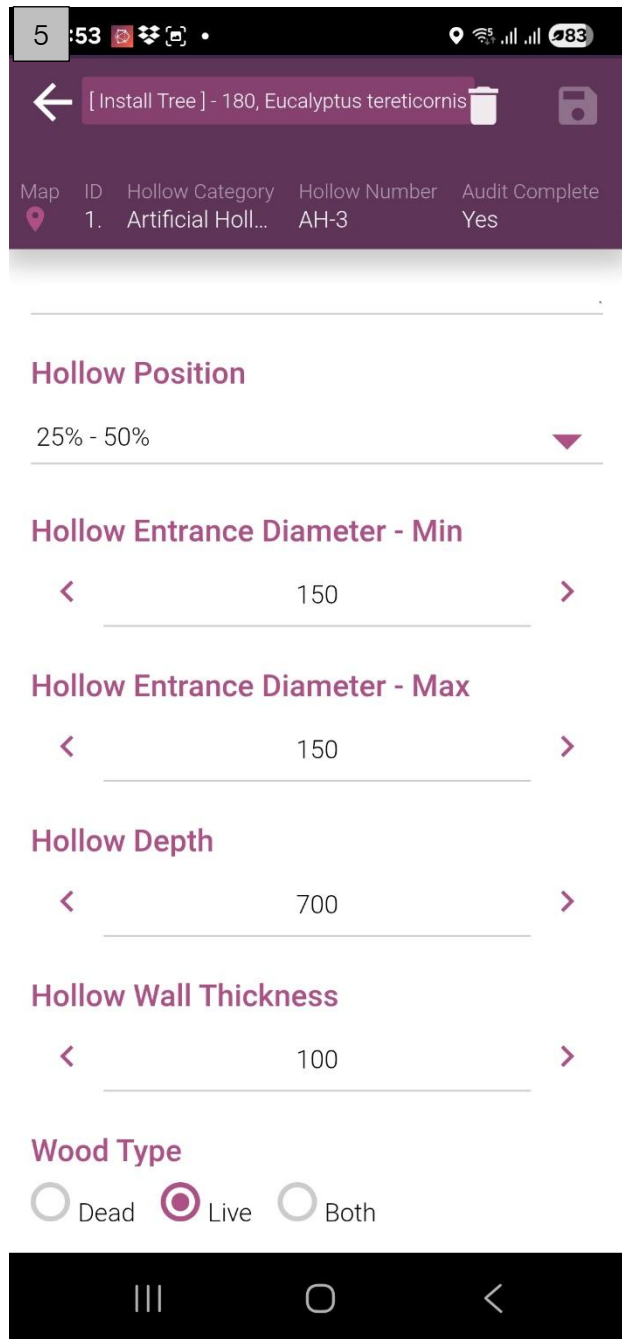 5 :53 83
[ Install Tree ] - 180, Eucalyptus tereticornis
Map ID Hollow Category Hollow Number Audit Complete
1. Artificial Holl... AH-3 Yes
Hollow Position
25% - 50%
Hollow Entrance Diameter - Min
150
Hollow Entrance Diameter - Max
150
Hollow Depth
700
Hollow Wall Thickness
100
Wood Type
Dead Live Both